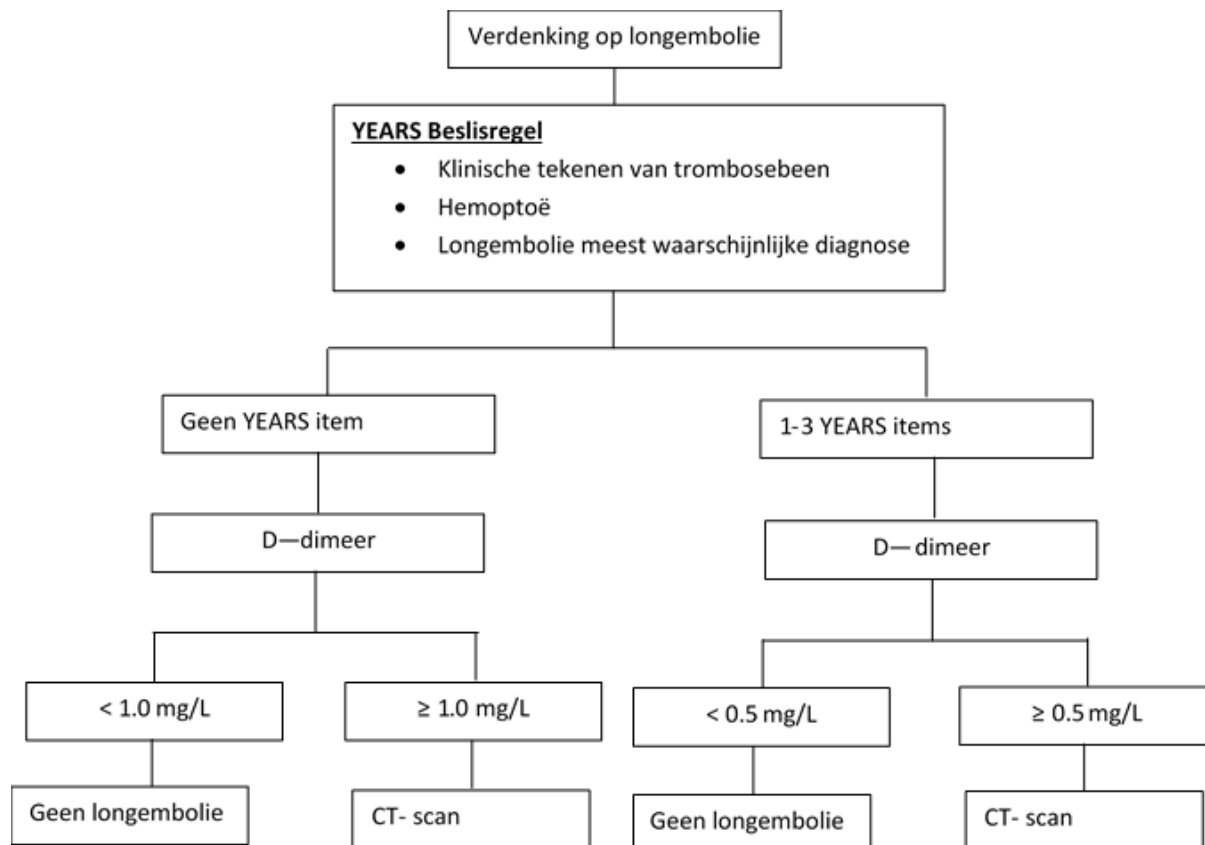 Verdenking op longembolie
YEARS Beslisregel
• Klinische tekenen van trombosebeen
• Hemoptoë
• Longembolie meest waarschijnlijke diagnose
Geen YEARS item
1-3 YEARS items
D—dimeer
D— dimeer
< 1.0 mg/L
≥ 1.0 mg/L
< 0.5 mg/L
≥ 0.5 mg/L
Geen longembolie
CT- scan
Geen longembolie
CT- scan